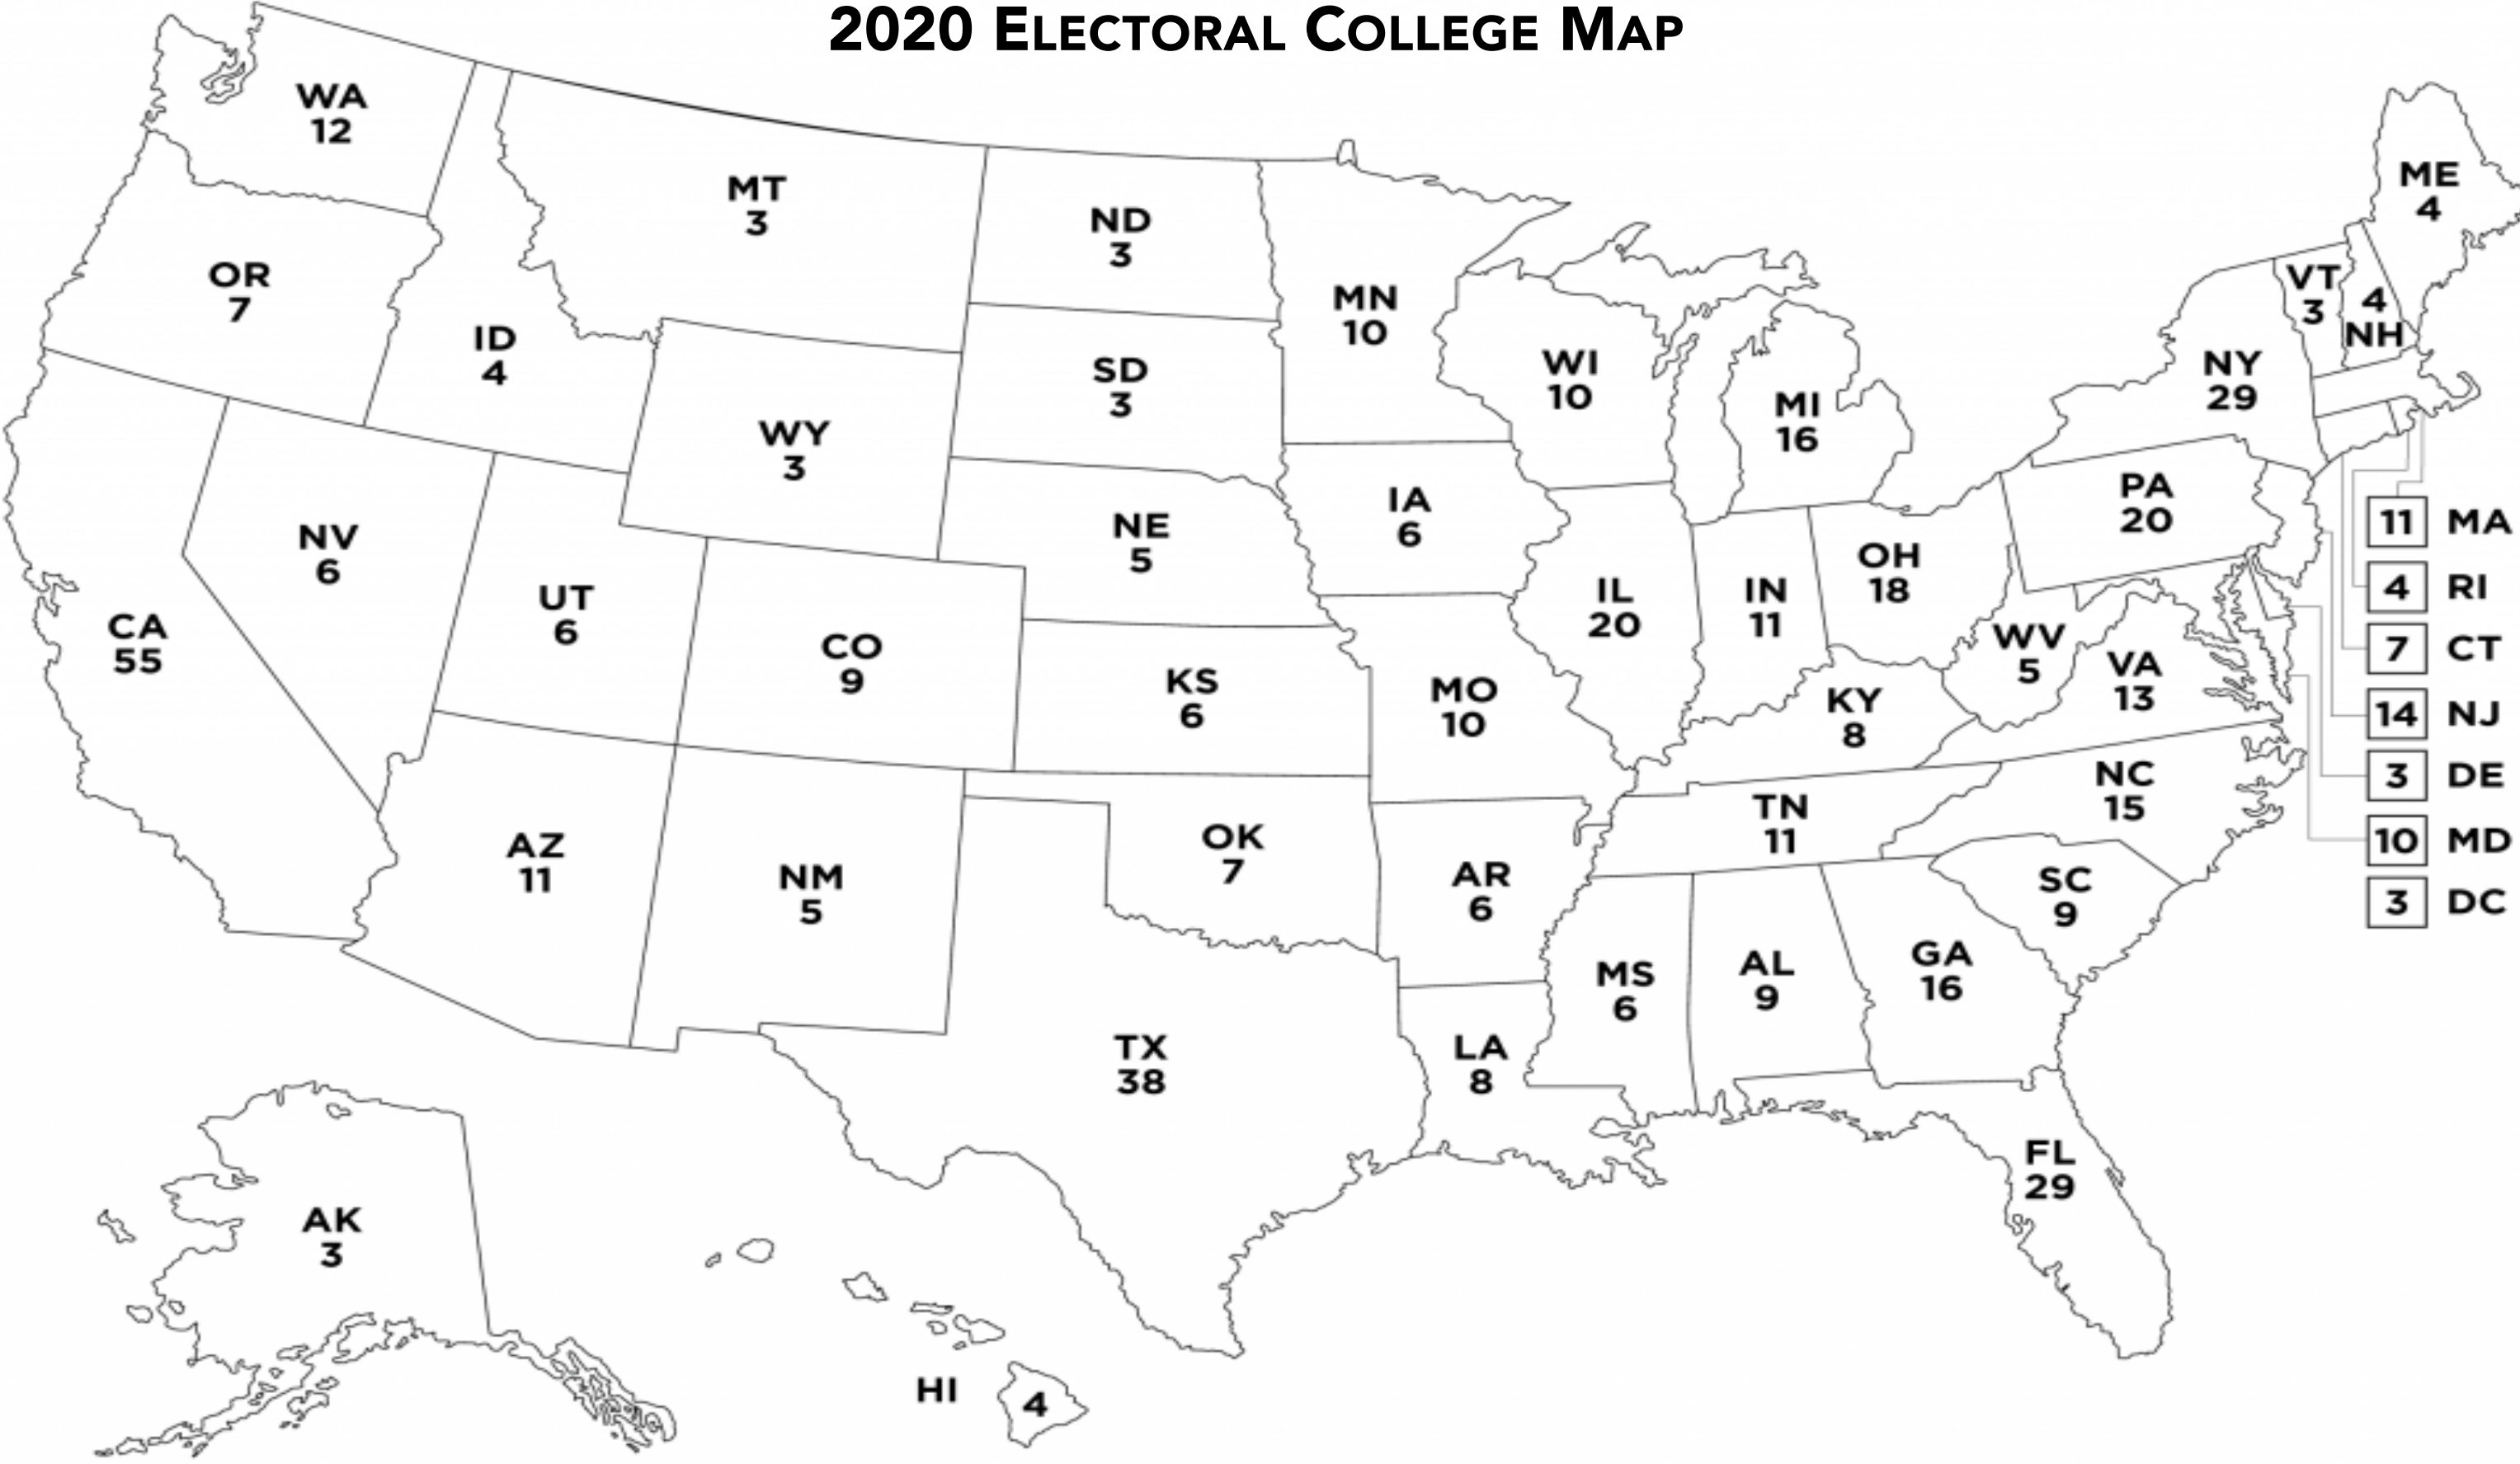 2020 ELECTORAL COLLEGE MAP
WA
12
MT
3
ND
3
MN
10
ME
4
OR
7
ID
4
SD
3
WI
10
MI
16
VT
3
4
NH
NY
29
WY
3
IA
6
PA
20
11 MA
NV
6
NE
5
OH
18
4 RI
CA
55
UT
6
CO
9
IL
20
IN
11
WV
5
VA
13
7 CT
KS
6
MO
10
KY
8
14 NJ
3 DE
NC
15
TN
11
10 MD
AZ
11
NM
5
OK
7
AR
6
SC
9
3 DC
MS
6
AL
9
GA
16
TX
38
LA
8
FL
29
AK
3
HI 4